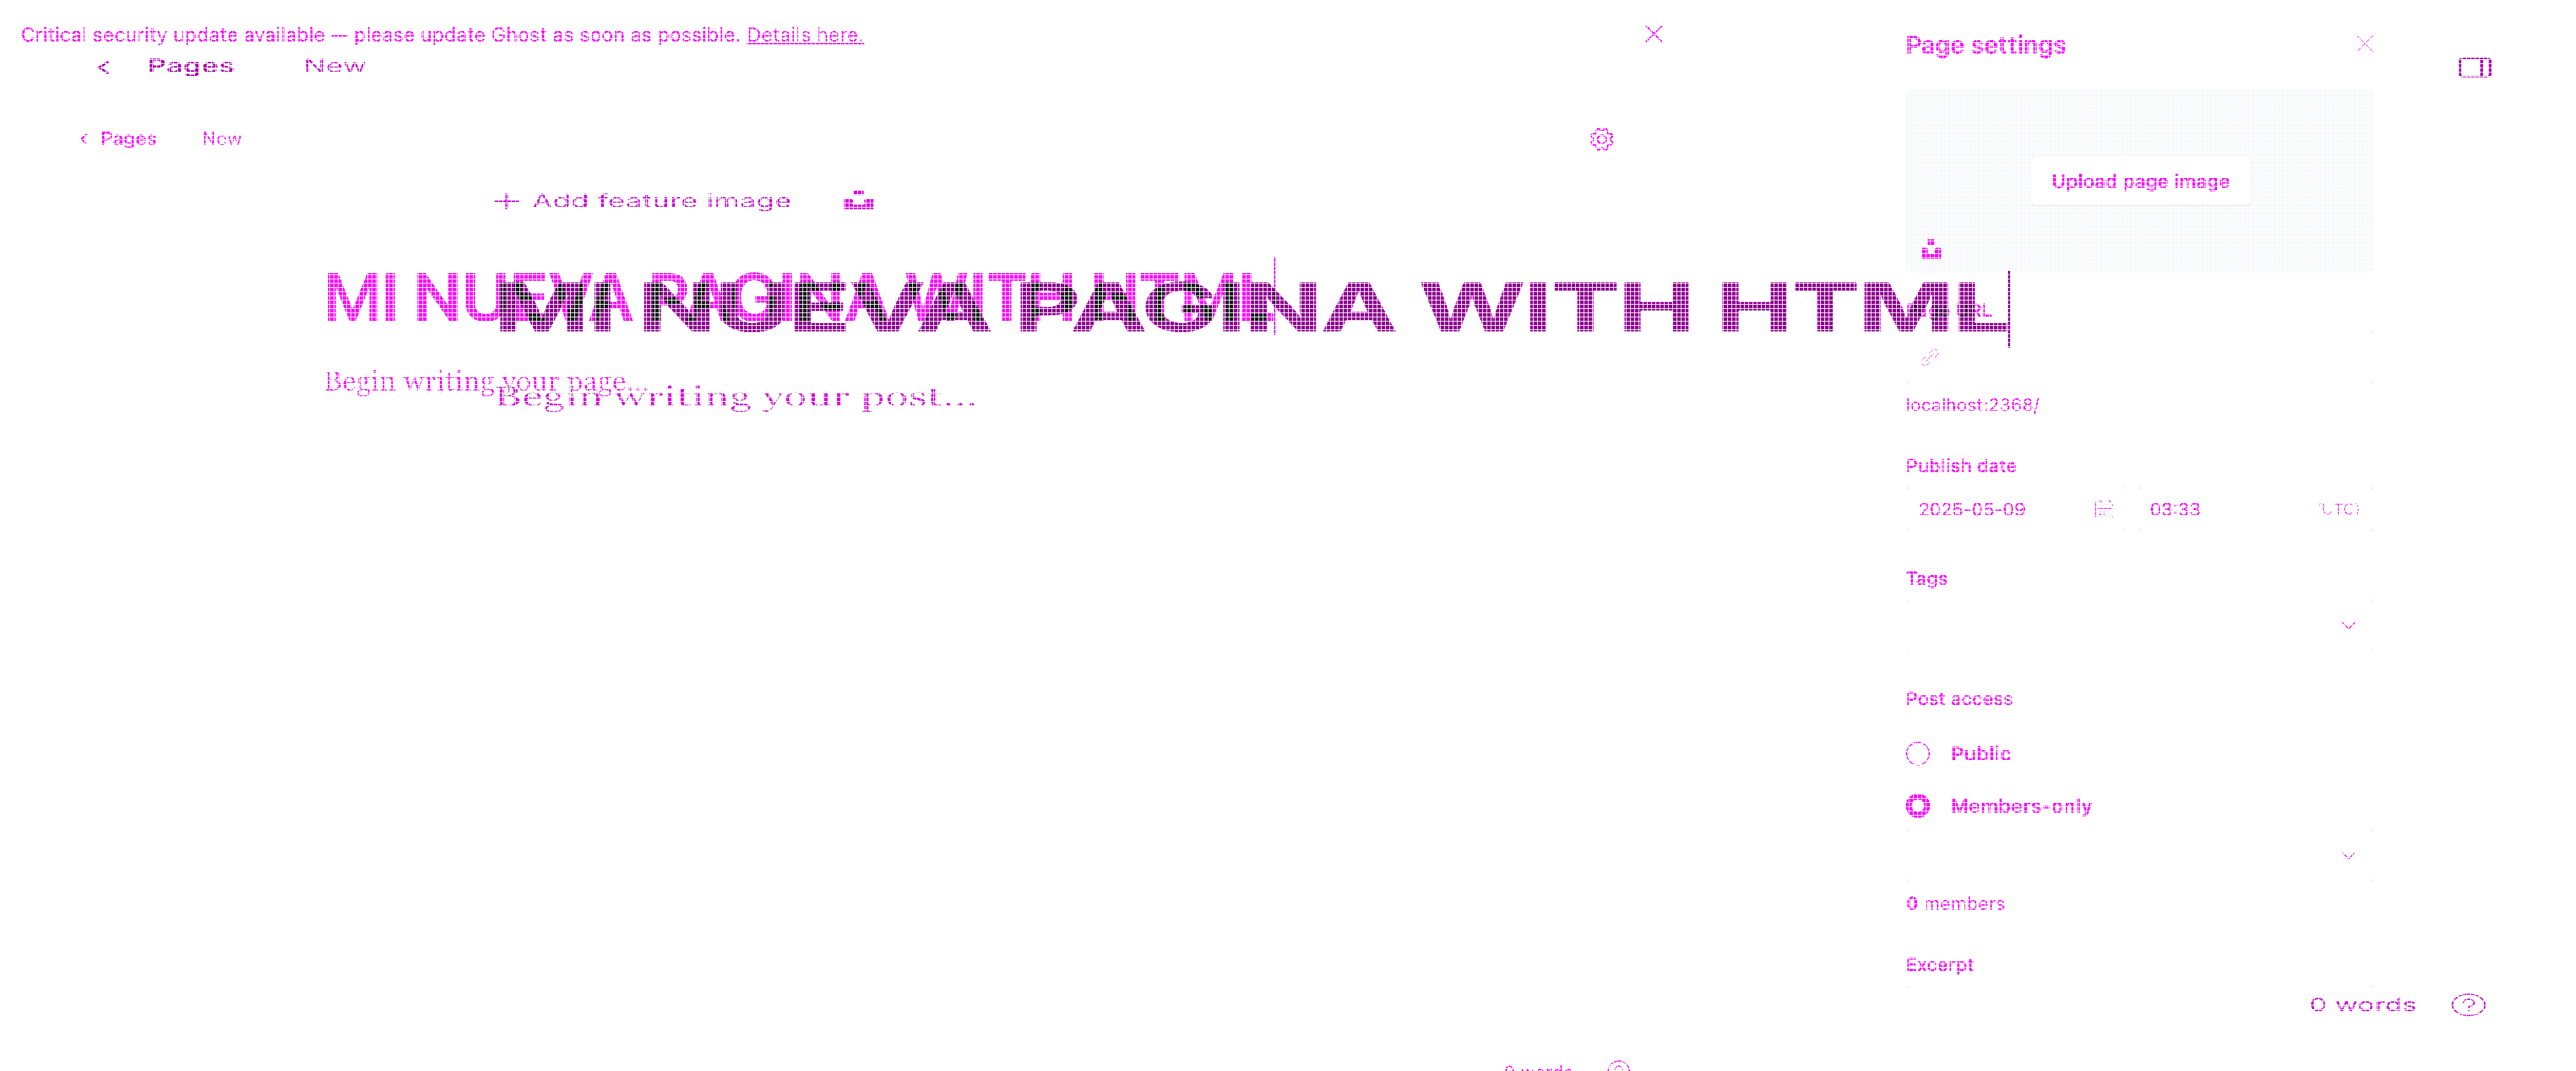 Critical security update available — please update Ghost as soon as possible. Details here.
Pages New
Page settings
Pages New
Upload page image
Add feature image
MI NUEVA PAGINA WITH HTML
MI NUEVA PAGINA WITH HTML
URL
Begin writing your page...
Begin writing your post...
localhost:2368/
Publish date
2025-05-09 03:33 (UTC)
Tags
Post access
Public
Members-only
0 members
Excerpt
0 words
0 words